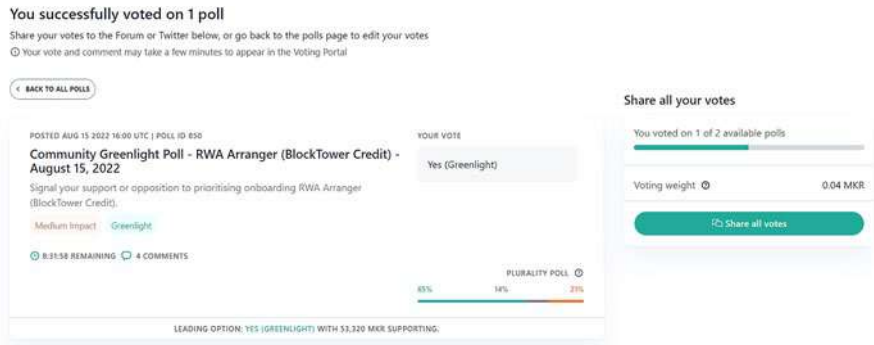 You successfully voted on 1 poll
Share your votes to the Forum or Twitter below, or go back to the polls page to edit your votes
Your vote and comment may take a few minutes to appear in the Voting Portal
< BACK TO ALL POLLS
POSTED AUG 15 2022 16:00 UTC | POLL ID 850
Community Greenlight Poll - RWA Arranger (BlockTower Credit) -
August 15, 2022
Signal your support or opposition to prioritising onboarding RWA Arranger
(BlockTower Credit).
Medium Impact Greenlight
8:31:58 REMAINING 4 COMMENTS
YOUR VOTE
Yes (Greenlight)
PLURALITY POLL
65% 14% 21%
LEADING OPTION: YES (GREENLIGHT) WITH 53,320 MKR SUPPORTING.
Share all your votes
You voted on 1 of 2 available polls
Voting weight 0.04 MKR
Share all votes